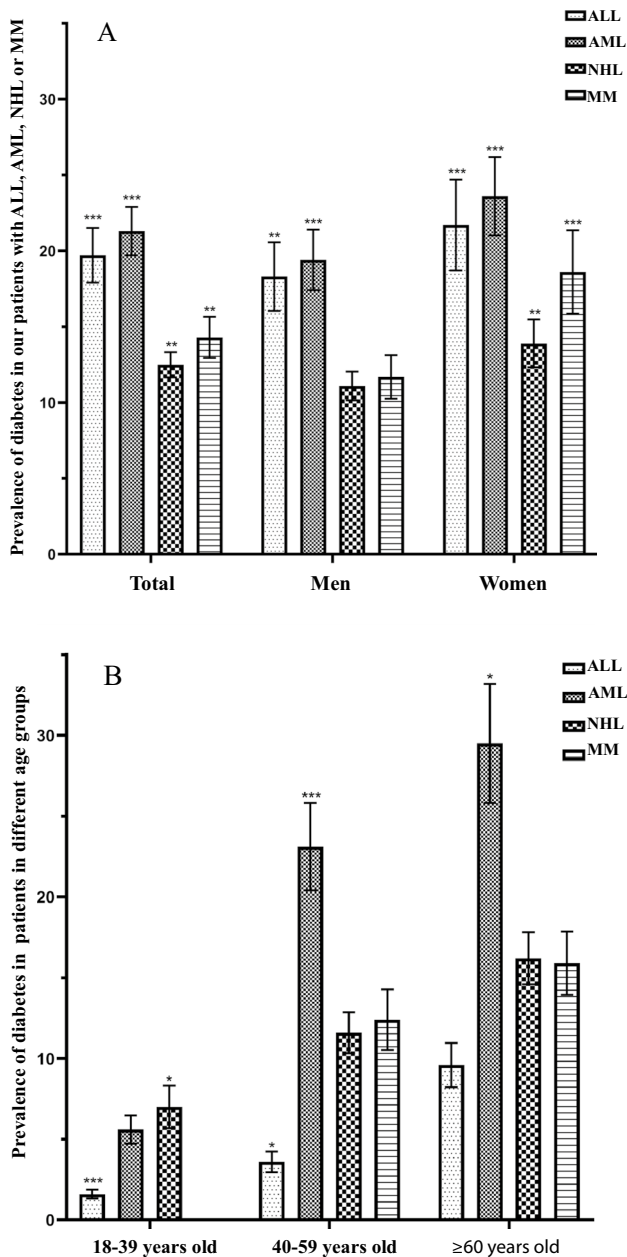 A
ALL
AML
NHL
MM
Prevalence of diabetes in our patients with ALL, AML, NHL or MM
30
20
10
0
*** *** ** **
** ***
*** *** ** ***
Total Men Women
B
ALL
AML
NHL
MM
Prevalence of diabetes in patients in different age groups
30
20
10
0
*** *
* ***
*
18-39 years old 40-59 years old ≥60 years old